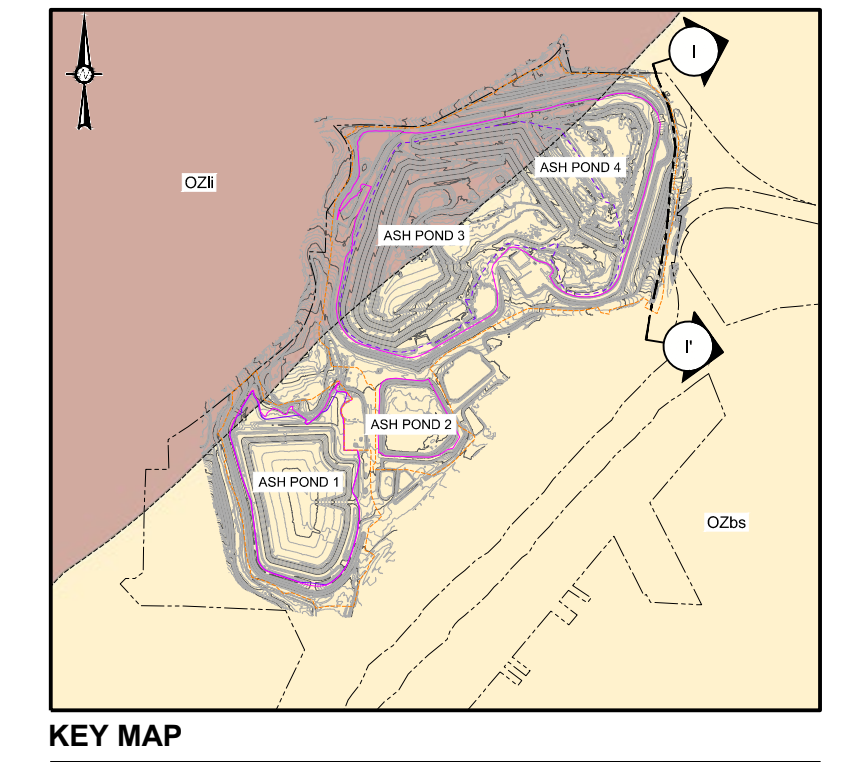 N
I
ASH POND 4
OZli
ASH POND 3
I'
ASH POND 2
ASH POND 1
OZbs
KEY MAP